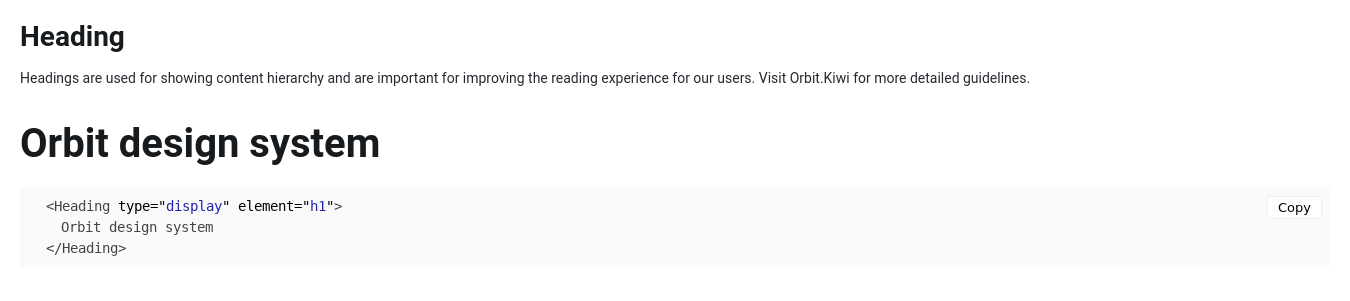 Heading
Headings are used for showing content hierarchy and are important for improving the reading experience for our users. Visit Orbit.Kiwi for more detailed guidelines.
Orbit design system
<Heading type="display" element="h1">
Copy
Orbit design system
</Heading>